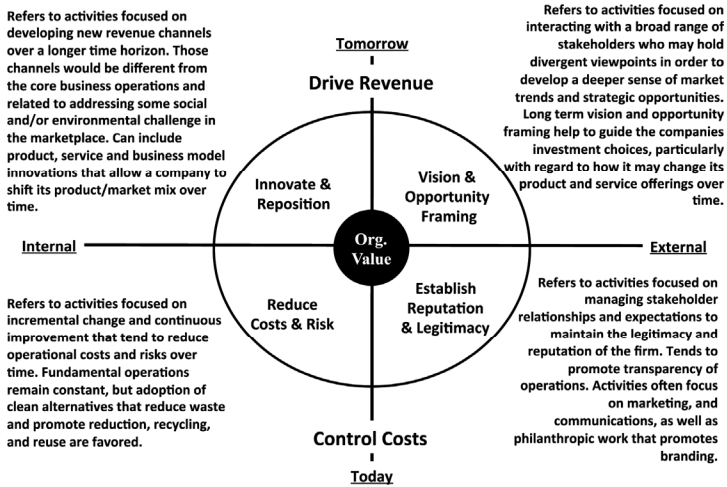 Refers to activities focused on
developing new revenue channels
over a longer time horizon. Those
channels would be different from
the core business operations and
related to addressing some social
and/or environmental challenge in
the marketplace. Can include
product, service and business model
innovations that allow a company to
shift its product/market mix over
time.
Tomorrow
Drive Revenue
Refers to activities focused on
interacting with a broad range of
stakeholders who may hold
divergent viewpoints in order to
develop a deeper sense of market
trends and strategic opportunities.
Long term vision and opportunity
framing help to guide the companies
investment choices, particularly
with regard to how it may change its
product and service offerings over
time.
Innovate &
Reposition
Vision &
Opportunity
Framing
Internal
Org.
Value
External
Reduce
Costs & Risk
Establish
Reputation
& Legitimacy
Refers to activities focused on
incremental change and continuous
improvement that tend to reduce
operational costs and risks over
time. Fundamental operations
remain constant, but adoption of
clean alternatives that reduce waste
and promote reduction, recycling,
and reuse are favored.
Refers to activities focused on
managing stakeholder
relationships and expectations to
maintain the legitimacy and
reputation of the firm. Tends to
promote transparency of
operations. Activities often focus
on marketing, and
communications, as well as
philanthropic work that promotes
branding.
Control Costs
Today